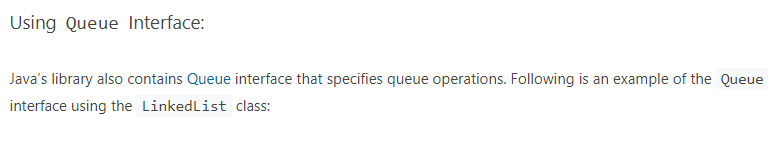 Using Queue Interface:
Java's library also contains Queue interface that specifies queue operations. Following is an example of the Queue
interface using the LinkedList class: